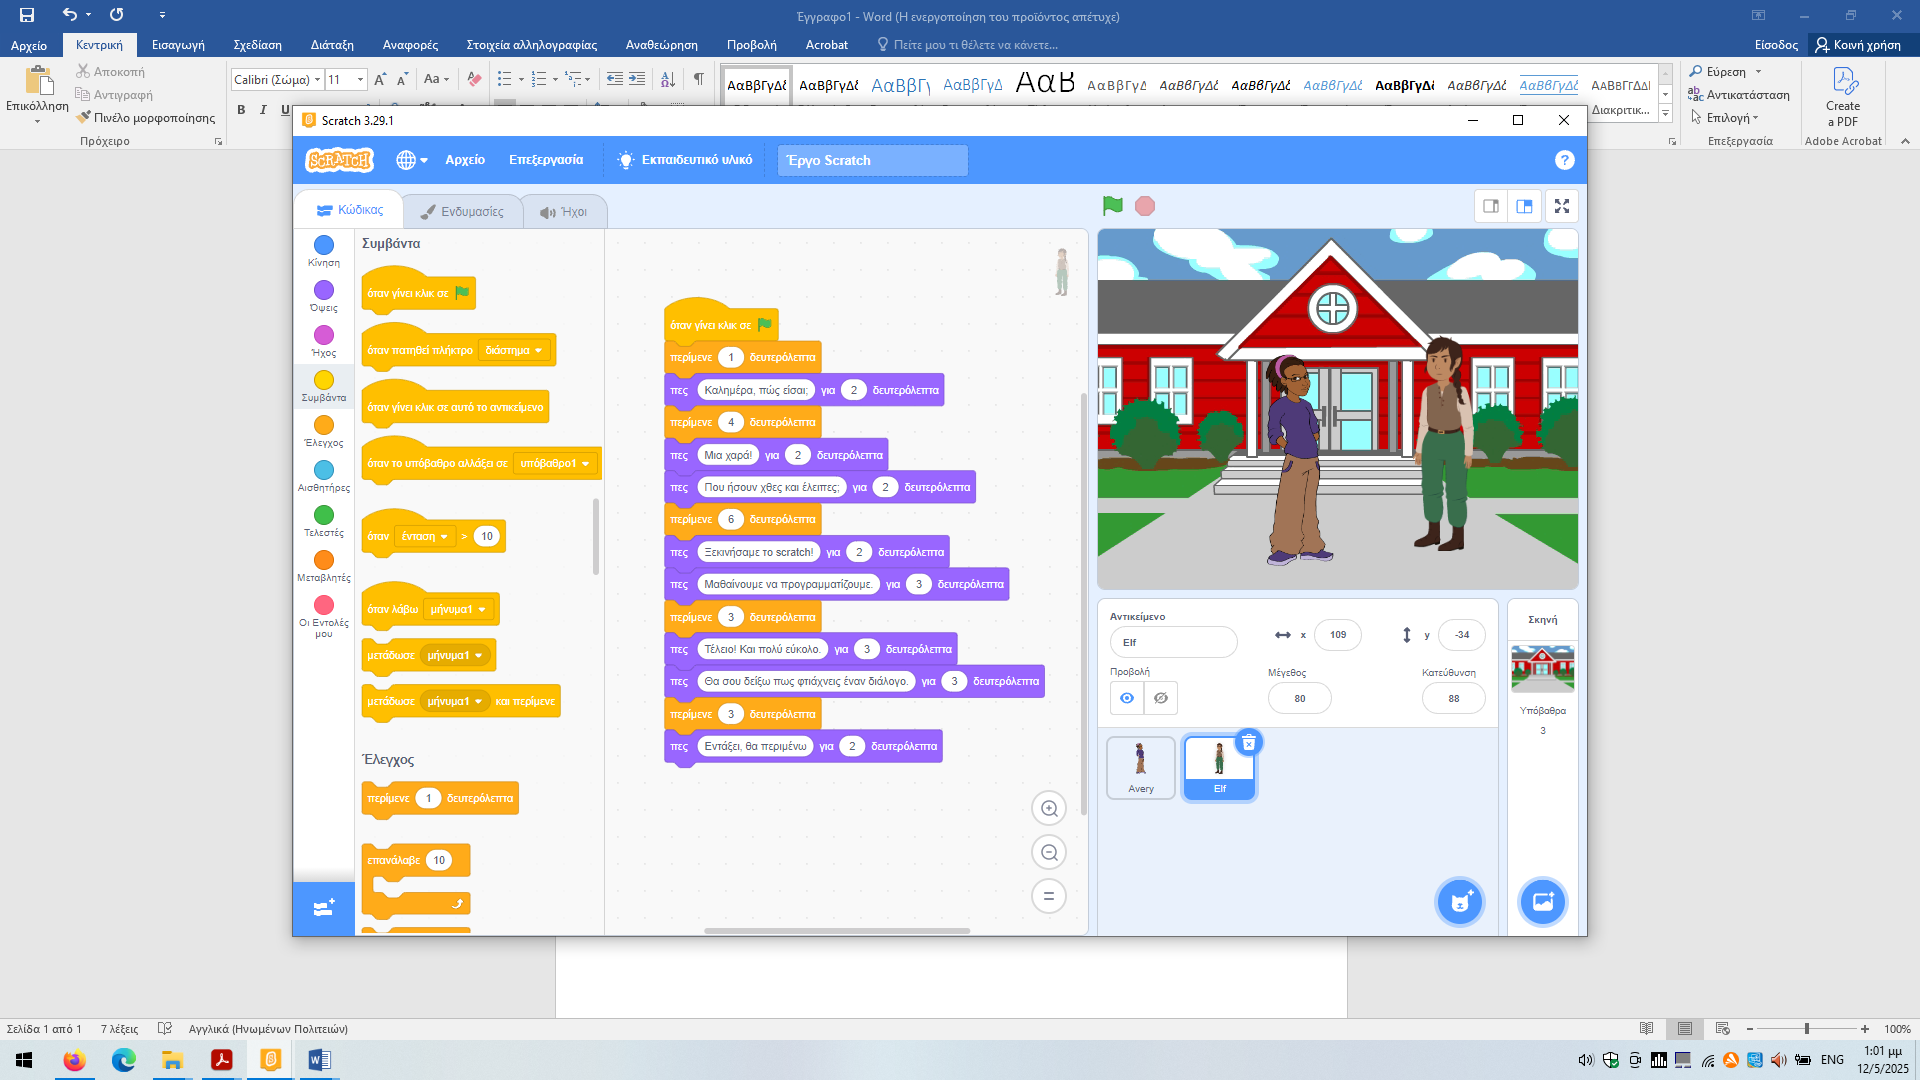 Έγγραφο1 - Word (Η ενεργοποίηση του προϊόντος απέτυχε)
Αρχείο Κεντρική Εισαγωγή Σχεδίαση Διάταξη Αναφορές Στοιχεία αλληλογραφίας Αναθεώρηση Προβολή Acrobat Πείτε μου τι θέλετε να κάνετε... Είσοδος Κοινή χρήση
Επικόλληση
Αποκοπή
Αντιγραφή
Πινέλο μορφοποίησης
Πρόχειρο
Calibri (Σώμα) 11
B I U
Διακριτικ...
Εύρεση
Αντικατάσταση
Επιλογή
Επεξεργασία
Create
a PDF
Adobe Acrobat
Scratch 3.29.1
SCRATCH Αρχείο Επεξεργασία Εκπαιδευτικό υλικό Έργο Scratch
Κώδικας Ενδυμασίες Ήχοι
Κίνηση
Όψεις
Ήχος
Συμβάντα
Έλεγχος
Αισθητήρες
Τελεστές
Μεταβλητές
Οι Εντολές
μου
Συμβάντα
όταν γίνει κλικ σε
όταν πατηθεί πλήκτρο διάστημα
όταν γίνει κλικ σε αυτό το αντικείμενο
όταν το υπόβαθρο αλλάξει σε υπόβαθρο1
όταν ένταση > 10
όταν λάβω μήνυμα1
μετάδωσε μήνυμα1
μετάδωσε μήνυμα1 και περίμενε
Έλεγχος
περίμενε 1 δευτερόλεπτα
επανάλαβε 10
όταν γίνει κλικ σε
περίμενε 1 δευτερόλεπτα
πες Καλημέρα, πώς είσαι; για 2 δευτερόλεπτα
περίμενε 4 δευτερόλεπτα
πες Μια χαρά! για 2 δευτερόλεπτα
πες Που ήσουν χθες και έλειπες; για 2 δευτερόλεπτα
περίμενε 6 δευτερόλεπτα
πες Ξεκινήσαμε το scratch! για 2 δευτερόλεπτα
πες Μαθαίνουμε να προγραμματίζουμε. για 3 δευτερόλεπτα
περίμενε 3 δευτερόλεπτα
πες Τέλειο! Και πολύ εύκολο. για 3 δευτερόλεπτα
πες Θα σου δείξω πως φτιάχνεις έναν διάλογο. για 3 δευτερόλεπτα
περίμενε 3 δευτερόλεπτα
πες Εντάξει, θα περιμένω για 2 δευτερόλεπτα
Αντικείμενο
Elf x 109 y -34
Προβολή Μέγεθος Κατεύθυνση
80 88
Avery Elf
Σκηνή
Υπόβαθρα
3
Σελίδα 1 από 1 7 λέξεις Αγγλικά (Ηνωμένων Πολιτειών) 100%
ENG
1:01 μμ
12/5/2025